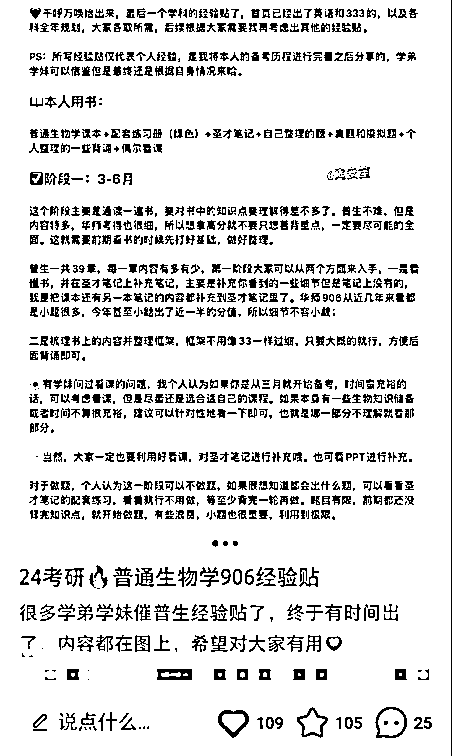 千呼万唤始出来，最后一个学科的经验贴了，首页已经出了英语和333的，以及各
科全年规划，大家各取所需，后续根据大家需要我再考虑出其他的经验贴。
PS：所写经验贴仅代表个人经验，是我将本人的备考历程进行完善之后分享的，学弟
学妹可以借鉴但是最终还是根据自身情况来哈。
本人用书：
普通生物学课本+配套练习册（绿色）+圣才笔记+自己整理的题+真题和模拟题+个
人整理的一些背诵+偶尔看课
阶段一：3-6月
这个阶段主要是通读一遍书，要对书中的知识点要理解得差不多了。普生不难，但是
内容特多，华师考得也很细，所以想拿高分就不要只想着背重点，一定要尽可能的全
面。这就需要前期看书的时候先打好基础，做好整理。
普生一共39章，每一章内容有多有少，第一阶段大家可以从两个方面来入手，一是看
懂书，并在圣才笔记上补充笔记，主要是补充你看到的一些细节但是笔记上没有的，
我是把课本还有另一本笔记的内容都补充到圣才笔记里了。华师906从近几年来看都
是小题很多，今年甚至小题出了近一半的分值，所以细节不容小觑；
二是梳理书上的内容并整理框架，框架不用像33一样过细，只要大概的就行，方便后
面背诵即可。
有学妹问过看课的问题，我个人认为如果你是从三月就开始备考，时间蛮充裕的
话，可以考虑看课，但是尽量还是选合适自己的课程。如果本身有一些生物知识储备
或者时间不算很充裕，建议可以针对性地看一下即可，也就是哪一部分不理解就看那
部分。
当然，大家一定也要利用好看课，对圣才笔记进行补充哦。也可看PPT进行补充。
对于做题，个人认为这一阶段可以不做题，如果很想知道都会出什么题，可以看看圣
才笔记的配套练习，看看就行不用做，等至少背完一轮再做。题目有限，前期都还没
背完知识点，就开始做题，有些浪费，小题也很重要，利用到极限。
24考研🔥普通生物学906经验贴
很多学弟学妹催普生经验贴了，终于有时间出
了，内容都在图上，希望对大家有用
说点什么... 109 105 25